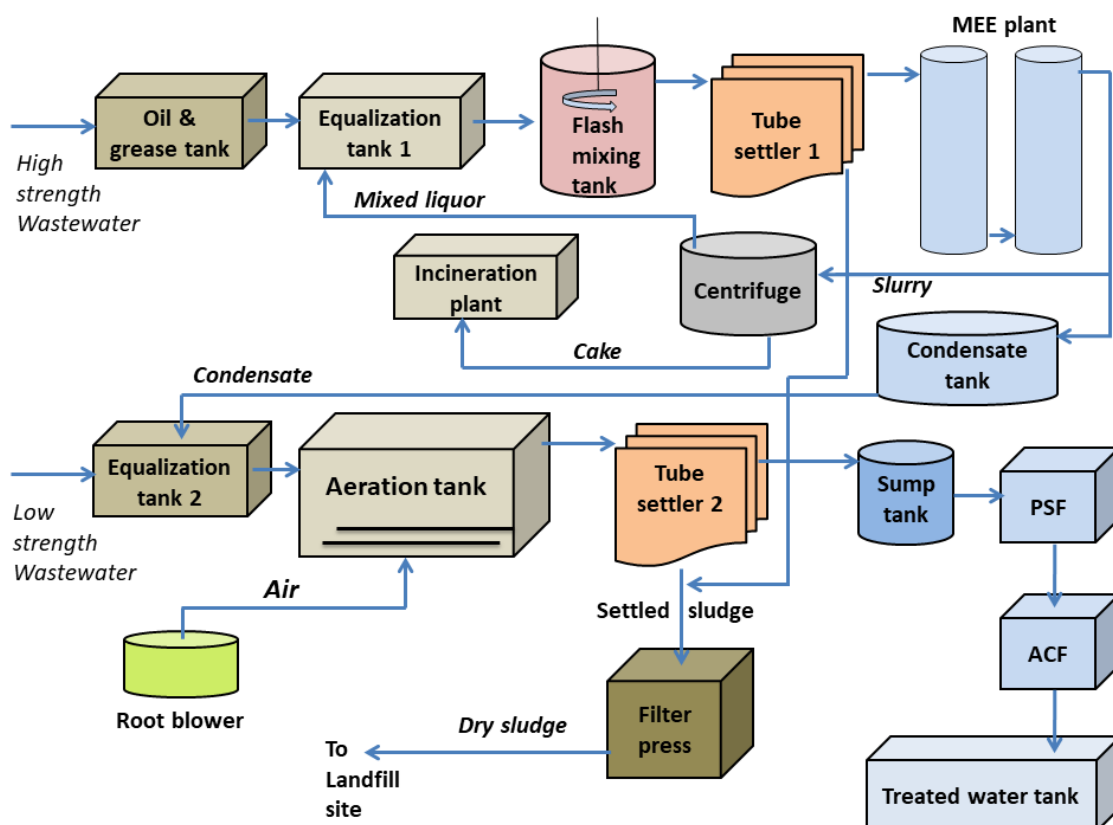 MEE plant
Oil &
grease tank
Equalization
tank 1
Flash
mixing
tank
Tube
settler 1
High
strength
Wastewater
Mixed liquor
Incineration
plant
Centrifuge
Slurry
Cake
Condensate
tank
Condensate
Equalization
tank 2
Aeration tank
Tube
settler 2
Sump
tank
PSF
Low
strength
Wastewater
Air
Settled sludge
ACF
Root blower
Dry sludge
Filter
press
To
Landfill
site
Treated water tank